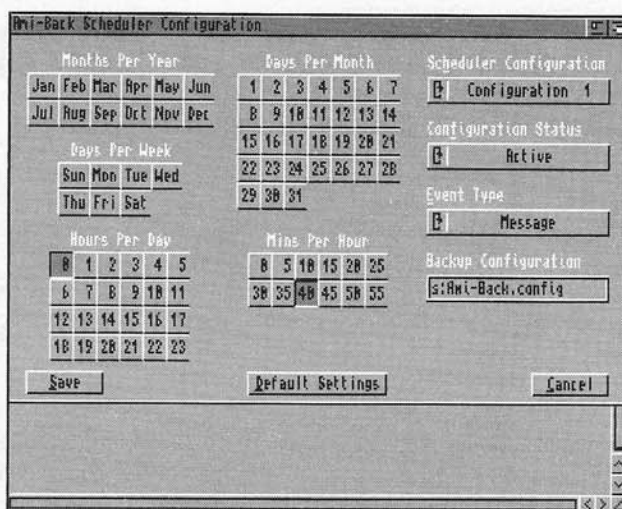 Ami-Back Scheduler Configuration
Months Per Year
Jan Feb Mar Apr May Jun
Jul Aug Sep Oct Nov Dec
Days Per Week
Sun Mon Tue Wed
Thu Fri Sat
Hours Per Day
0 1 2 3 4 5
6 7 8 9 10 11
12 13 14 15 16 17
18 19 20 21 22 23
Days Per Month
1 2 3 4 5 6 7
8 9 10 11 12 13 14
15 16 17 18 19 20 21
22 23 24 25 26 27 28
29 30 31
Mins Per Hour
0 5 10 15 20 25
30 35 40 45 50 55
Scheduler Configuration
Configuration 1
Configuration Status
Active
Event Type
Message
Backup Configuration
s:Ami-Back.config
Save
Default Settings
Cancel